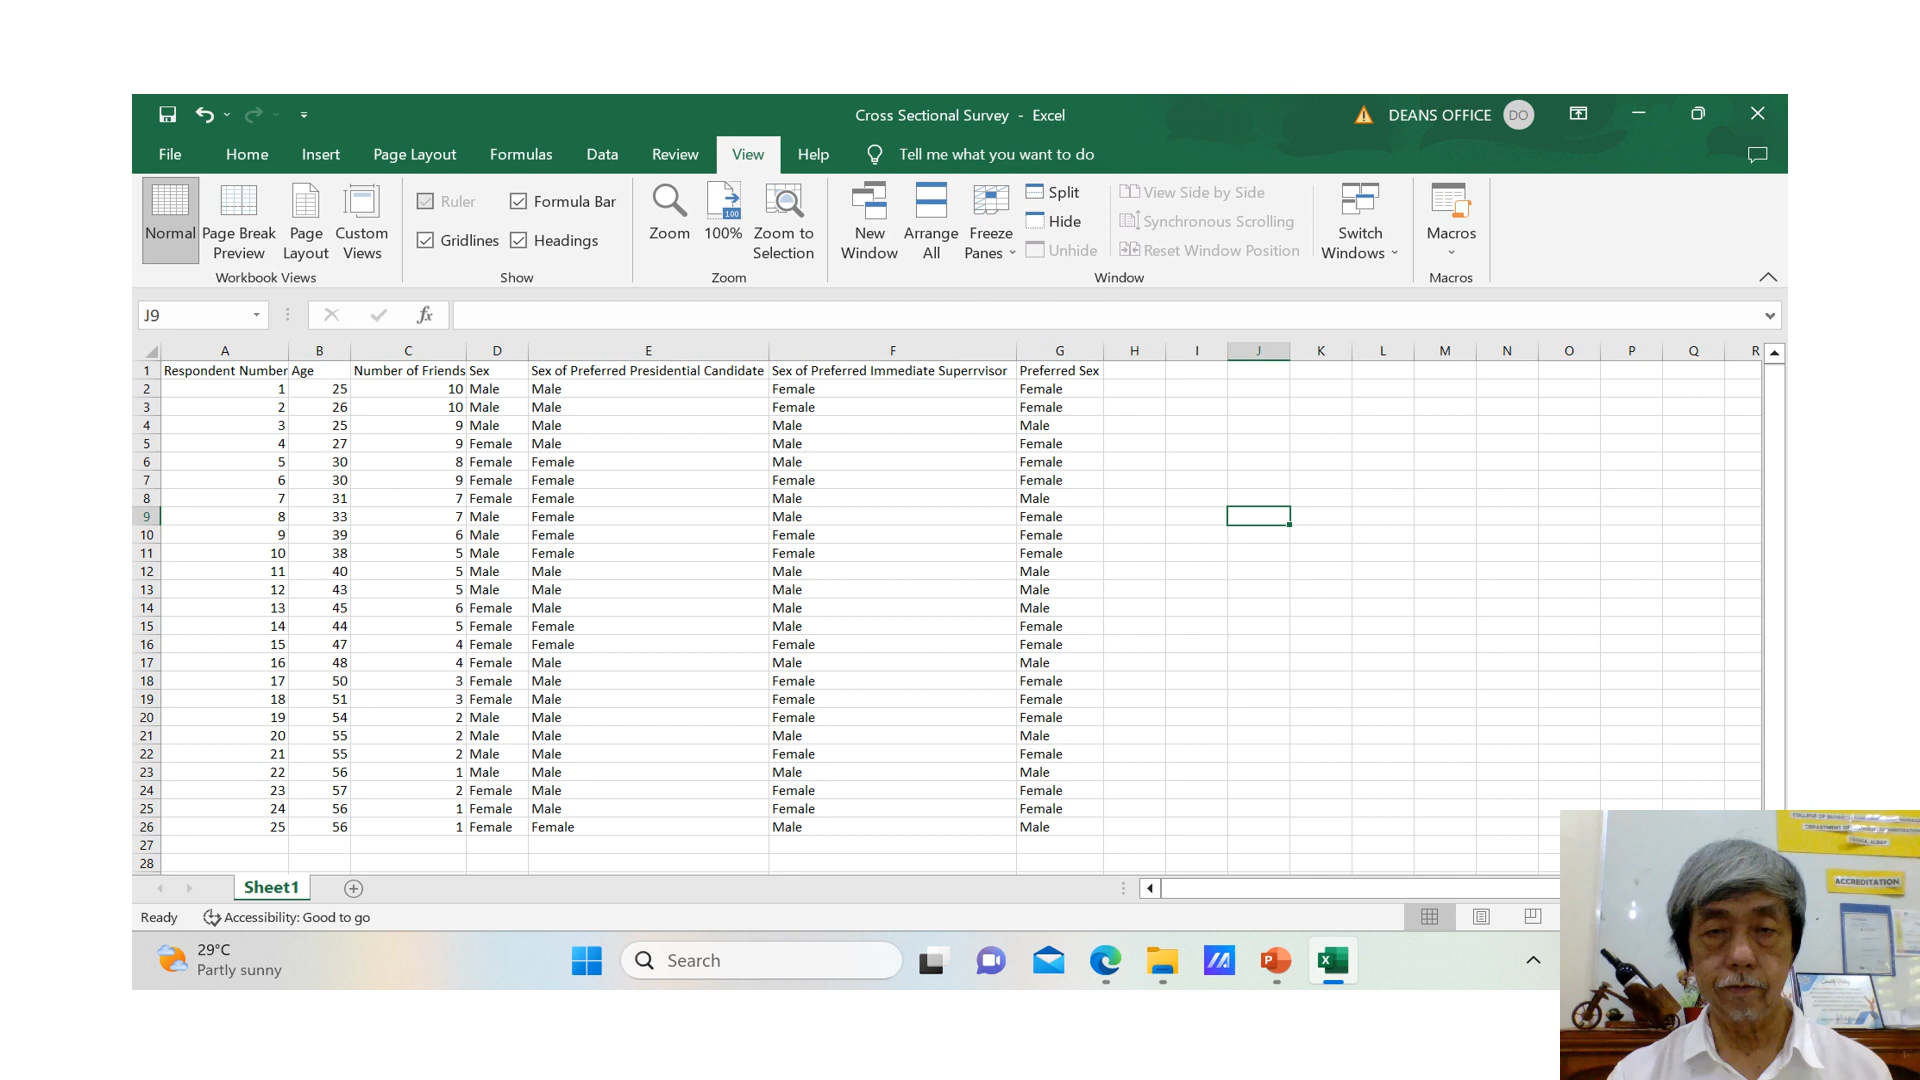 Cross Sectional Survey - Excel
DEANS OFFICE DO
File Home Insert Page Layout Formulas Data Review View Help Tell me what you want to do
Normal Page Break Preview Page Layout Custom Views
Workbook Views
Ruler Formula Bar
Gridlines Headings
Show
Zoom 100% Zoom to Selection
100
Zoom
New Window Arrange All Freeze Panes
Split
Hide
Unhide
View Side by Side
Synchronous Scrolling
Reset Window Position
Switch Windows
Window
Macros
Macros
J9 fx
A B C D E F G H I J K L M N O P Q R
1 Respondent Number Age Number of Friends Sex Sex of Preferred Presidential Candidate Sex of Preferred Immediate Superrvisor Preferred Sex
2 1 25 10 Male Male Female Female
3 2 26 10 Male Male Female Female
4 3 25 9 Male Male Male Male
5 4 27 9 Female Male Male Female
6 5 30 8 Female Female Male Female
7 6 30 9 Female Female Female Female
8 7 31 7 Female Female Male Male
9 8 33 7 Male Female Male Female
10 9 39 6 Male Female Female Female
11 10 38 5 Male Female Female Female
12 11 40 5 Male Male Male Male
13 12 43 5 Male Male Male Male
14 13 45 6 Female Male Male Male
15 14 44 5 Female Female Male Female
16 15 47 4 Female Female Female Female
17 16 48 4 Female Male Male Male
18 17 50 3 Female Male Female Female
19 18 51 3 Female Male Female Female
20 19 54 2 Male Male Female Female
21 20 55 2 Male Male Male Male
22 21 55 2 Male Male Female Female
23 22 56 1 Male Male Male Male
24 23 57 2 Female Male Female Female
25 24 56 1 Female Male Female Female
26 25 56 1 Female Female Male Male
27
28
Sheet1
Ready Accessibility: Good to go
29°C
Partly sunny
Search
ACCREDITATION